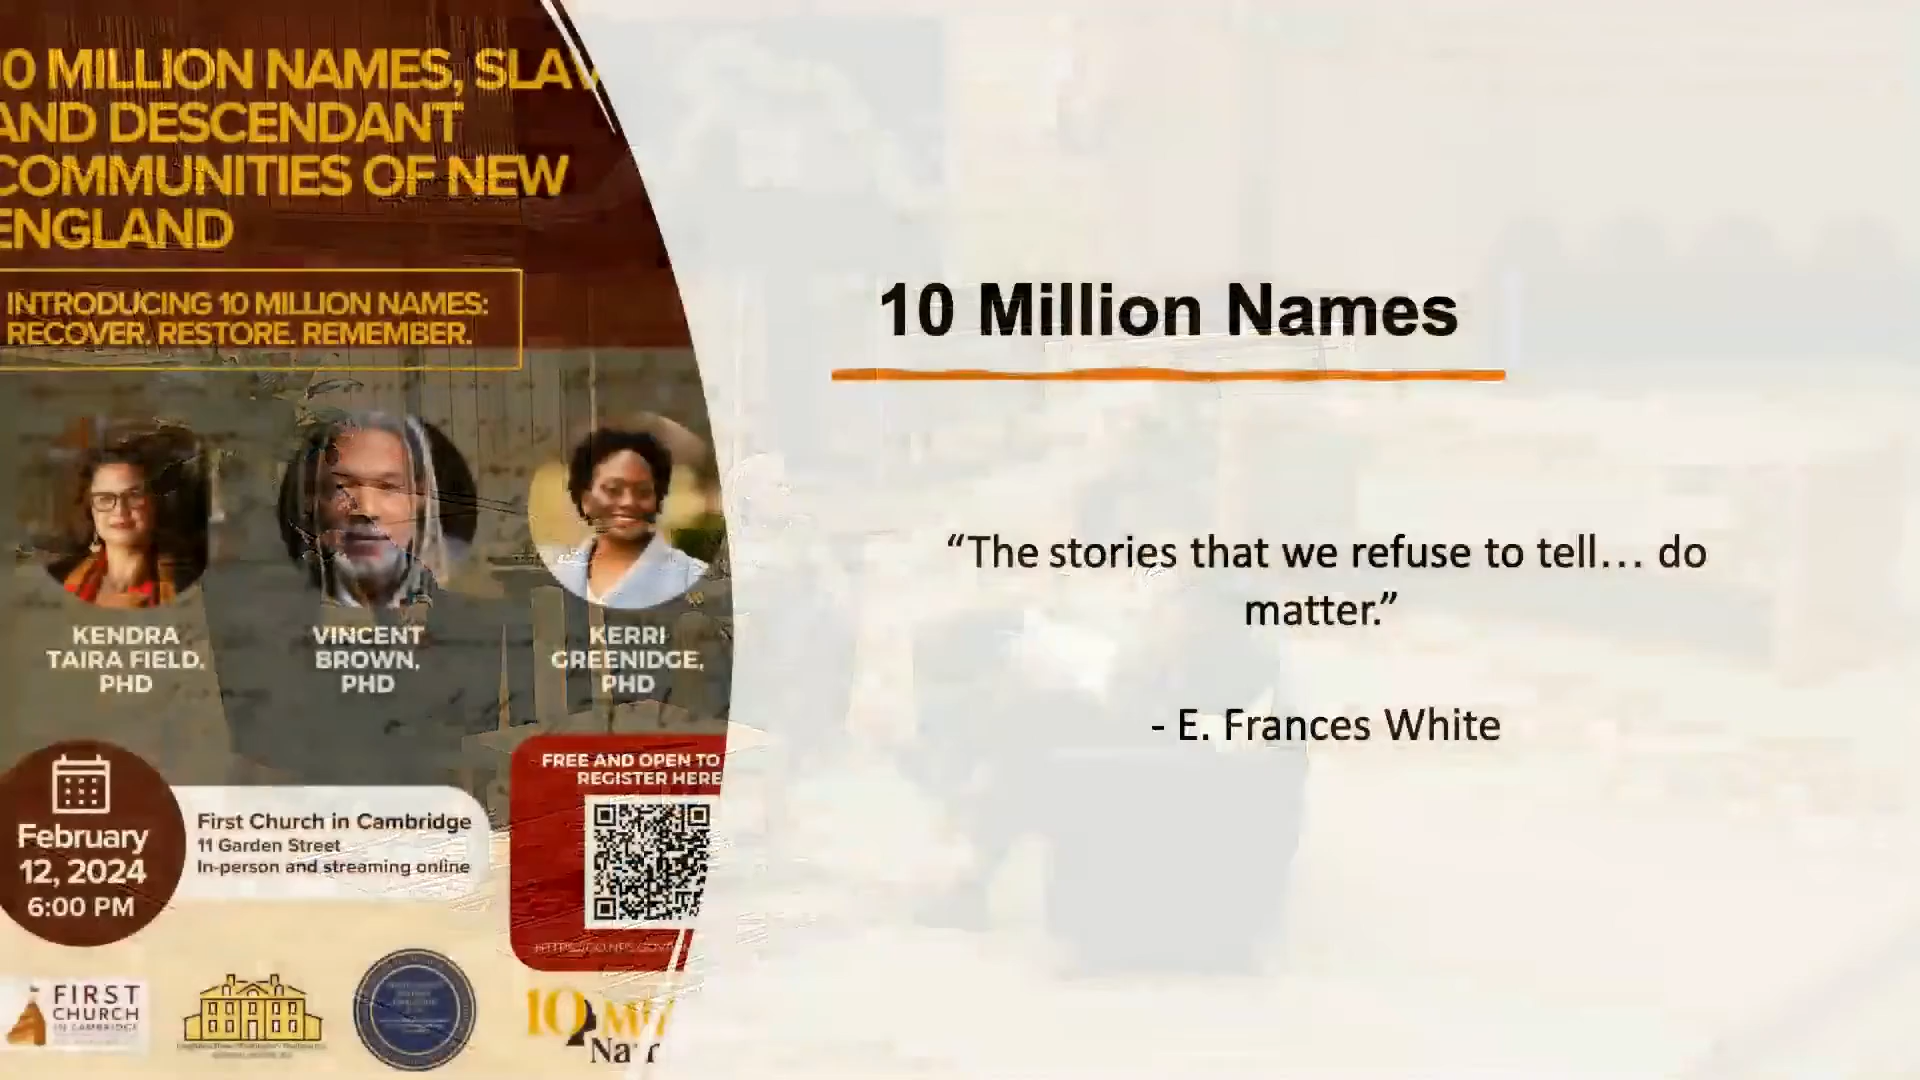 0 MILLION NAMES, SLAV
AND DESCENDANT
COMMUNITIES OF NEW
ENGLAND
INTRODUCING 10 MILLION NAMES:
RECOVER. RESTORE. REMEMBER.
KENDRA
TAIRA FIELD,
PHD
VINCENT
BROWN,
PHD
KERRI
GREENIDGE,
PHD
February
12, 2024
6:00 PM
First Church in Cambridge
11 Garden Street
In-person and streaming online
FREE AND OPEN TO
REGISTER HERE
FIRST
CHURCH
IN CAMBRIDGE
10 Mil
Na
10 Million Names
“The stories that we refuse to tell… do
matter.”
- E. Frances White